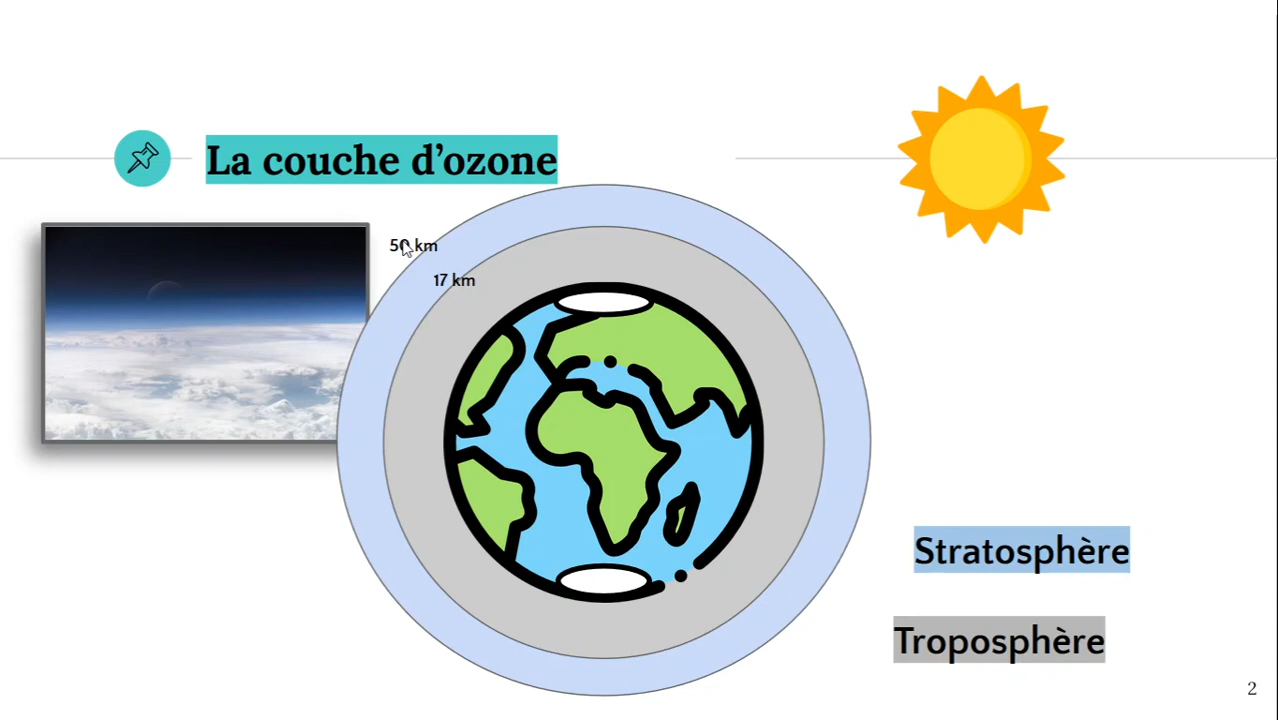 La couche d’ozone
50 km
17 km
Stratosphère
Troposphère
2